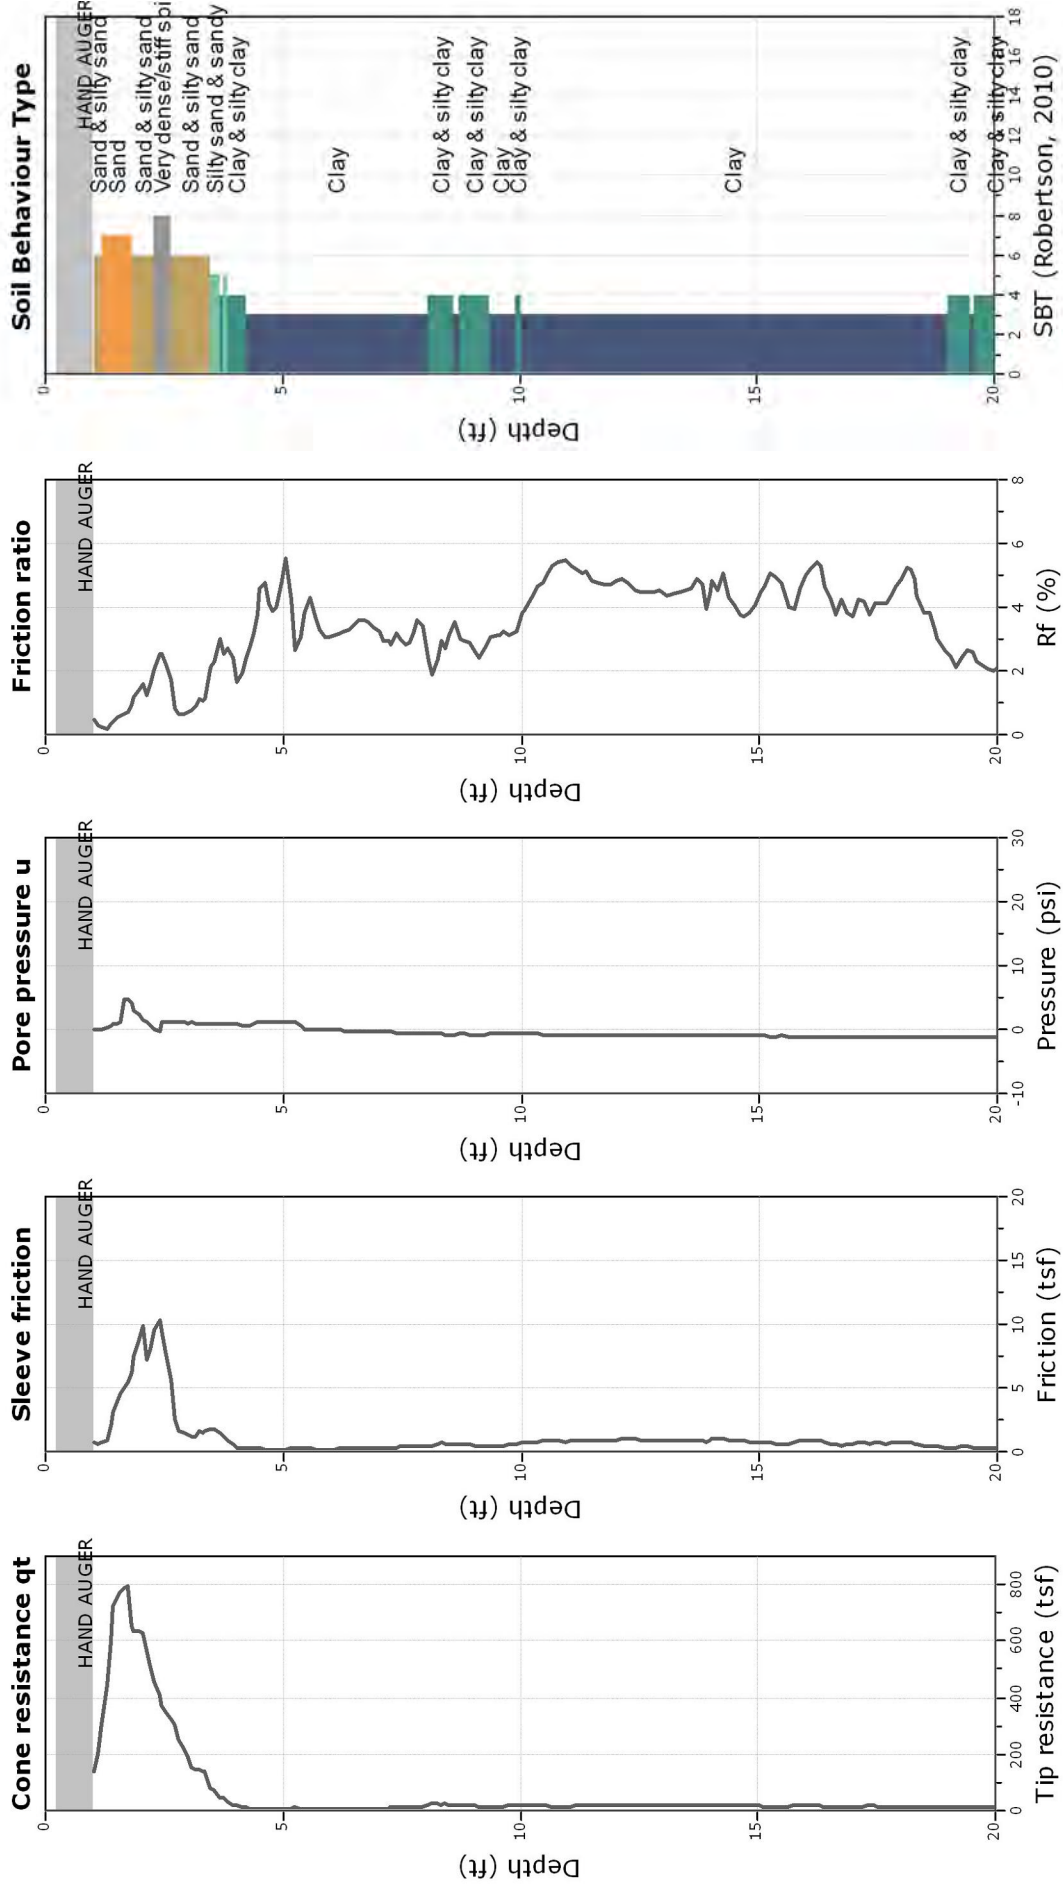 Cone resistance qt
HAND AUGER
0
5
10
15
20
Depth (ft)
0
200
400
600
800
Tip resistance (tsf)
Sleeve friction
HAND AUGER
0
5
10
15
20
Depth (ft)
0
5
10
15
20
Friction (tsf)
Pore pressure u
HAND AUGER
0
5
10
15
20
Depth (ft)
-10
0
10
20
30
Pressure (psi)
Friction ratio
HAND AUGER
0
5
10
15
20
Depth (ft)
0
2
4
6
8
Rf (%)
Soil Behaviour Type
HAND AUGER
Sand & silty sand
Sand
Sand & silty sand
Very dense/stiff soi
Sand & silty sand
Silty sand & sandy
Clay & silty clay
Clay
Clay & silty clay
Clay & silty clay
Clay
Clay & silty clay
Clay
Clay & silty clay
Clay & silty clay
0
5
10
15
20
Depth (ft)
0
2
4
6
8
10
12
14
16
18
SBT (Robertson, 2010)